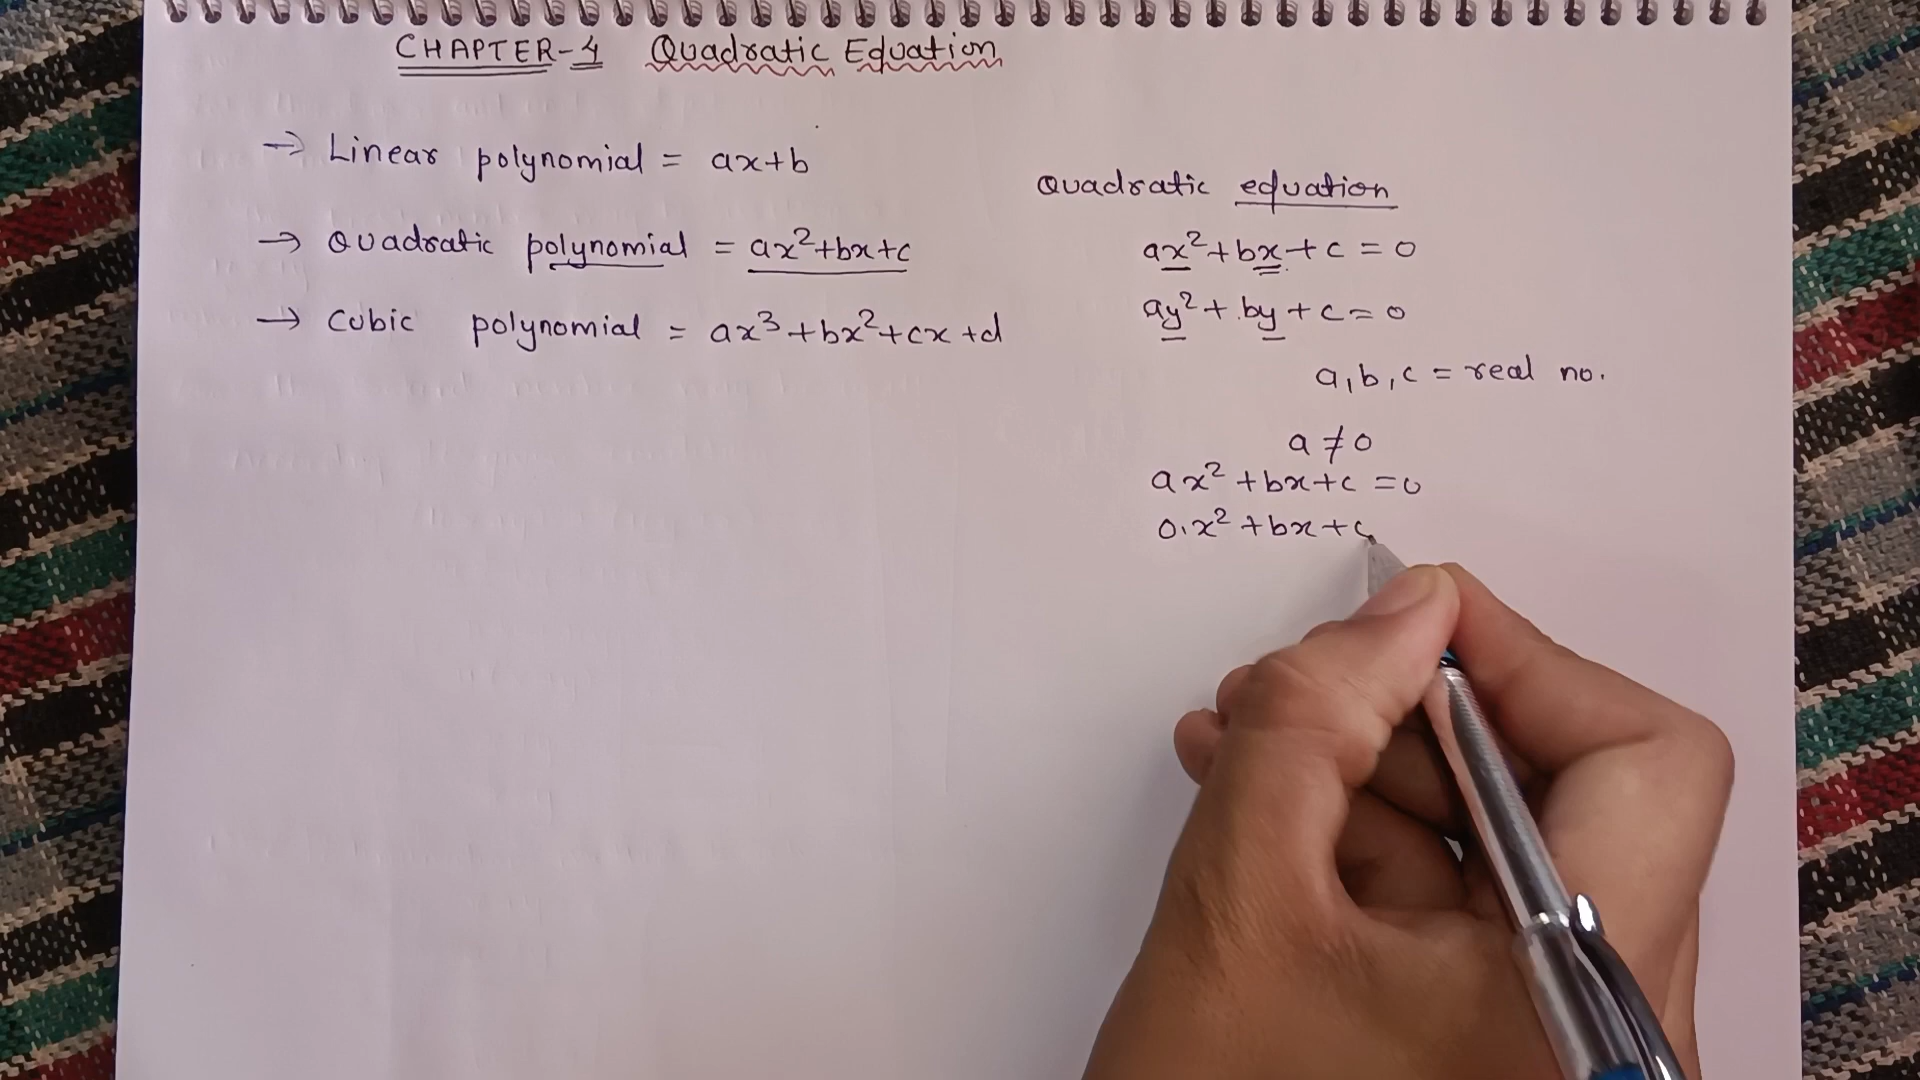 CHAPTER-4 Quadratic Equation
→ Linear polynomial = ax+b
→ Quadratic polynomial = ax²+bx+c
→ Cubic polynomial = ax³+bx²+cx+d
Quadratic equation
ax²+bx+c=0
ay²+by+c=0
a,b,c = real no.
a≠0
ax²+bx+c=0
0.x²+bx+c